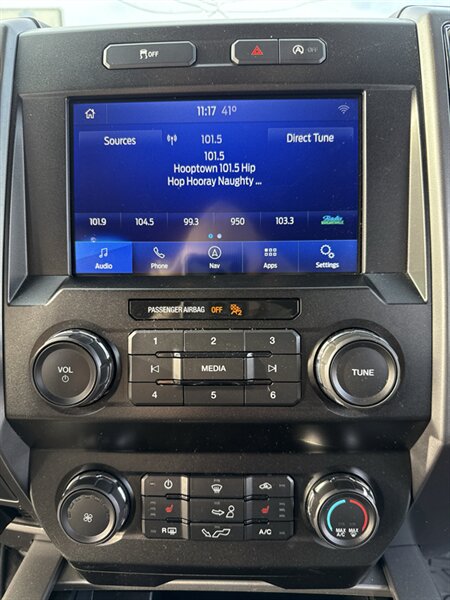 OFF
OFF
11:17 41°
Sources
101.5
Direct Tune
101.5
Hooptown 101.5 Hip
Hop Hooray Naughty ...
101.9 104.5 99.3 950 103.3
Audio Phone Nav Apps Settings
PASSENGER AIRBAG OFF 2
1 2 3
VOL
MEDIA
TUNE
4 5 6
R
A/C
MAX A/C
MAX